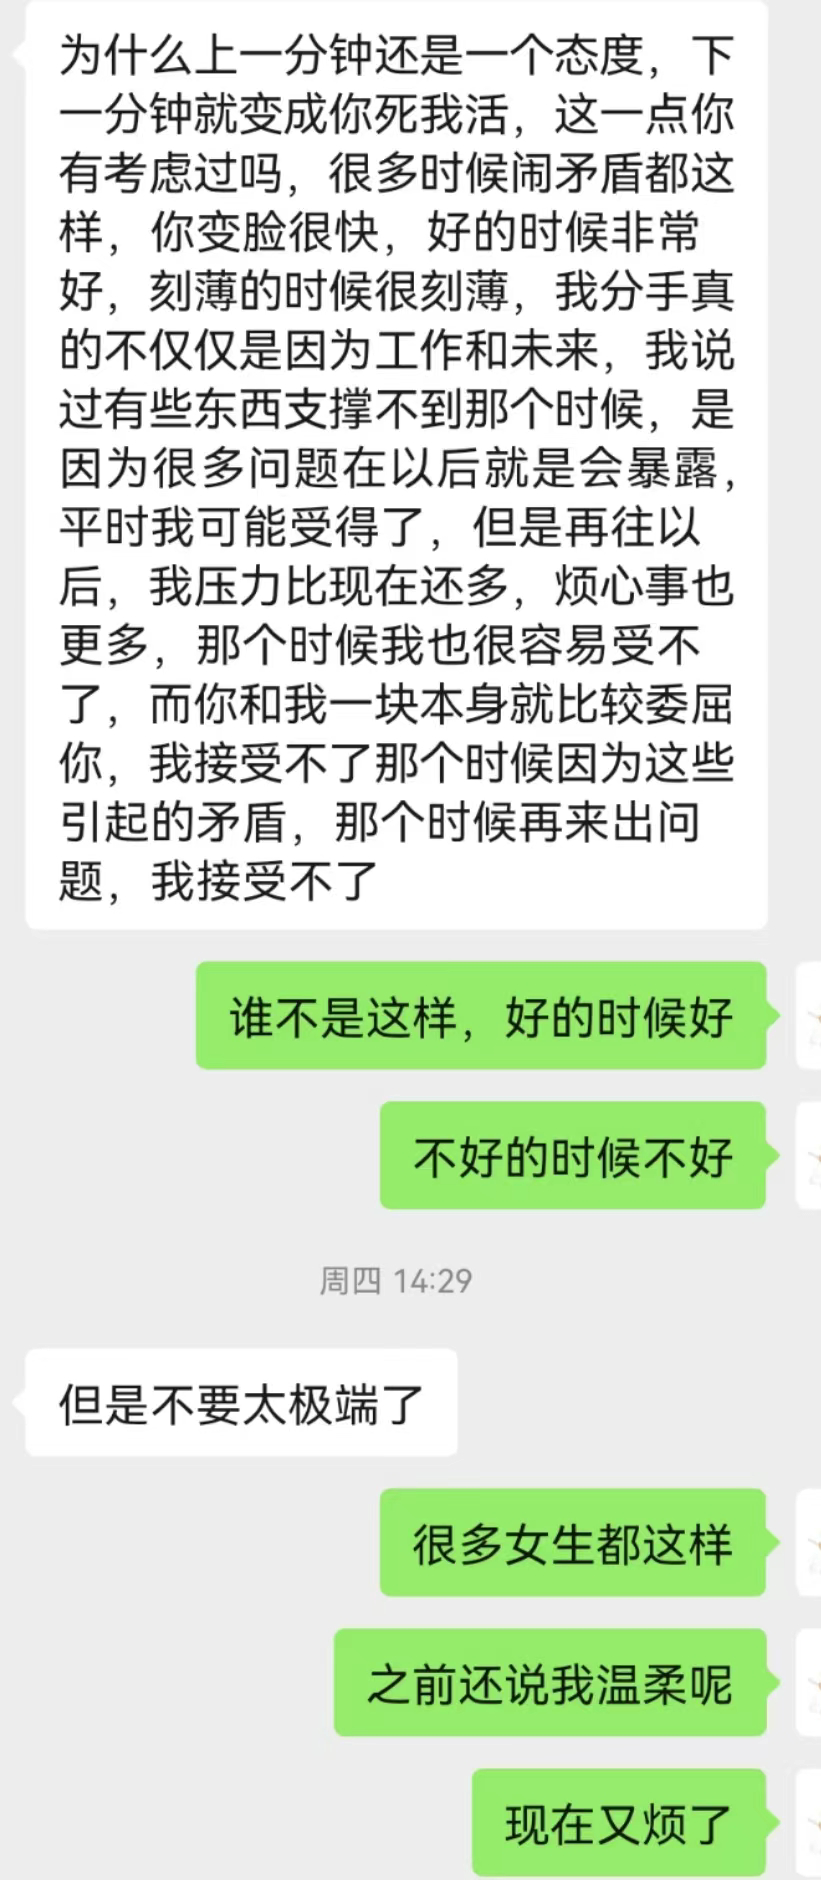 为什么上一分钟还是一个态度，下
一分钟就变成你死我活，这一点你
有考虑过吗，很多时候闹矛盾都这
样，你变脸很快，好的时候非常
好，刻薄的时候很刻薄，我分手真
的不仅仅是因为工作和未来，我说
过有些东西支撑不到那个时候，是
因为很多问题在以后就是会暴露，
平时我可能受得了，但是再往以
后，我压力比现在还多，烦心事也
更多，那个时候我也很容易受不
了，而你和我一块本身就比较委屈
你，我接受不了那个时候因为这些
引起的矛盾，那个时候再来出问
题，我接受不了
谁不是这样，好的时候好
不好的时候不好
周四 14:29
但是不要太极端了
很多女生都这样
之前还说我温柔呢
现在又烦了